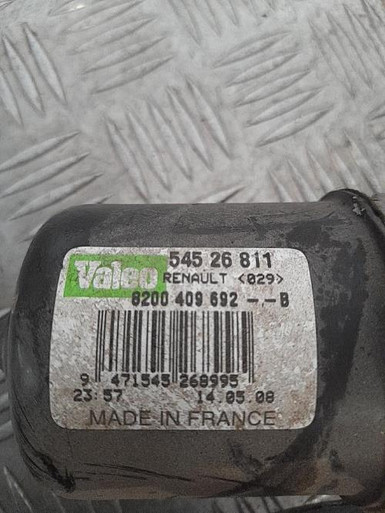 Valeo 545 26 811
RENAULT <029>
8200 409 692 -- B
9 471545 268995
23:57 14.05.08
MADE IN FRANCE